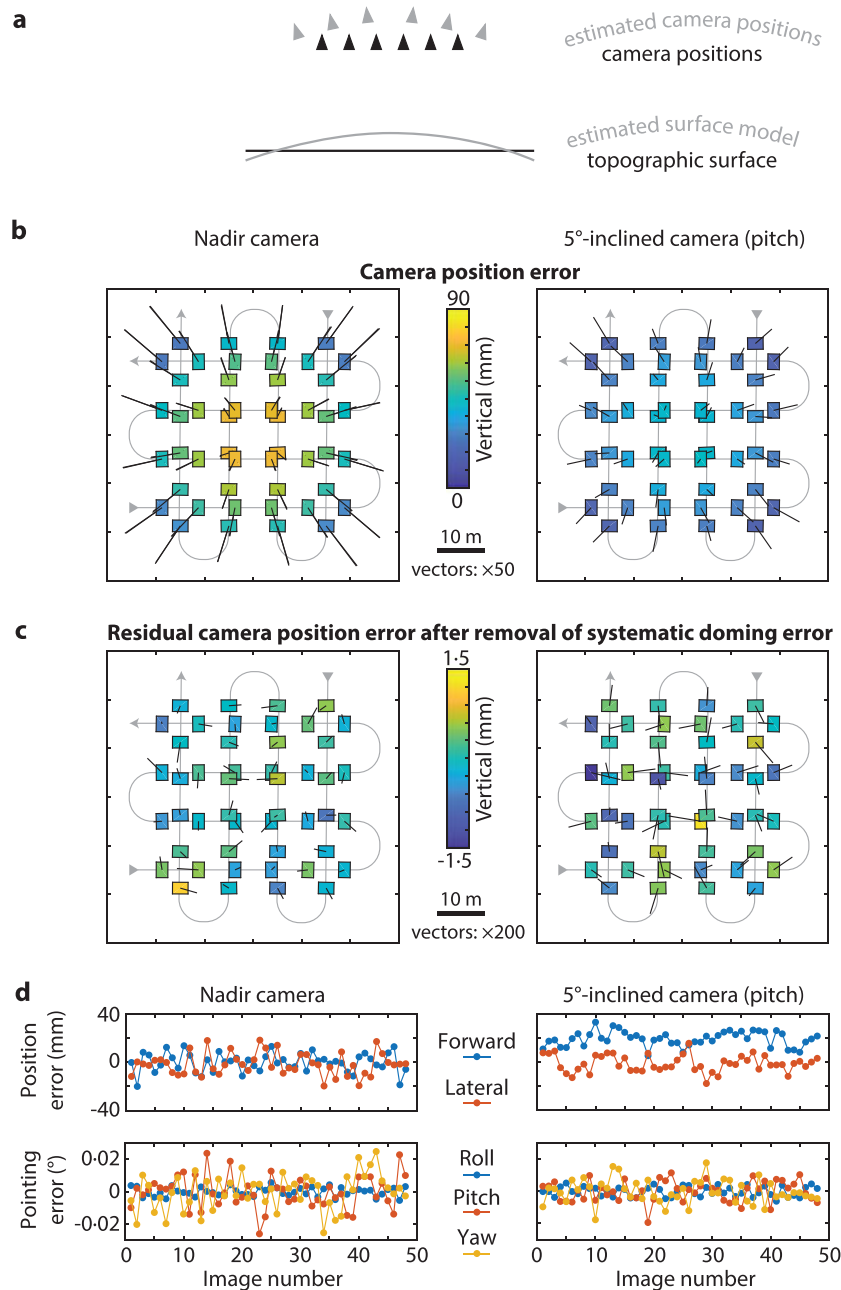 a
estimated camera positions
camera positions
estimated surface model
topographic surface
b
Nadir camera
5°-inclined camera (pitch)
Camera position error
90
Vertical (mm)
0
10 m
vectors: ×50
c
Residual camera position error after removal of systematic doming error
1·5
Vertical (mm)
-1·5
10 m
vectors: ×200
d
Nadir camera
5°-inclined camera (pitch)
Position error (mm)
40
0
-40
Forward
Lateral
Pointing error (°)
0·02
0
-0·02
Roll
Pitch
Yaw
0 10 20 30 40 50
Image number
0 10 20 30 40 50
Image number